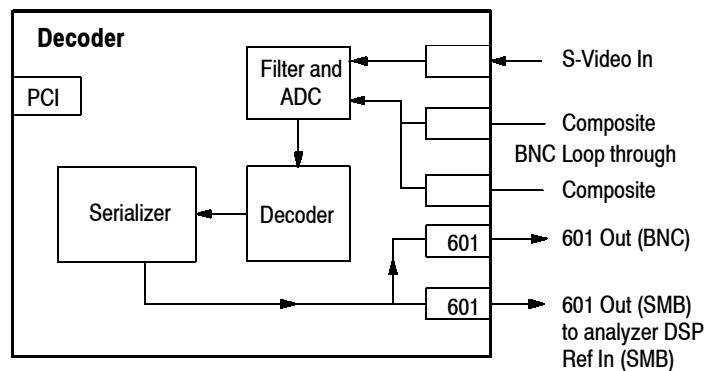 Decoder
PCI
Filter and
ADC
S-Video In
Composite
BNC Loop through
Composite
Serializer
Decoder
601
601 Out (BNC)
601
601 Out (SMB)
to analyzer DSP
Ref In (SMB)